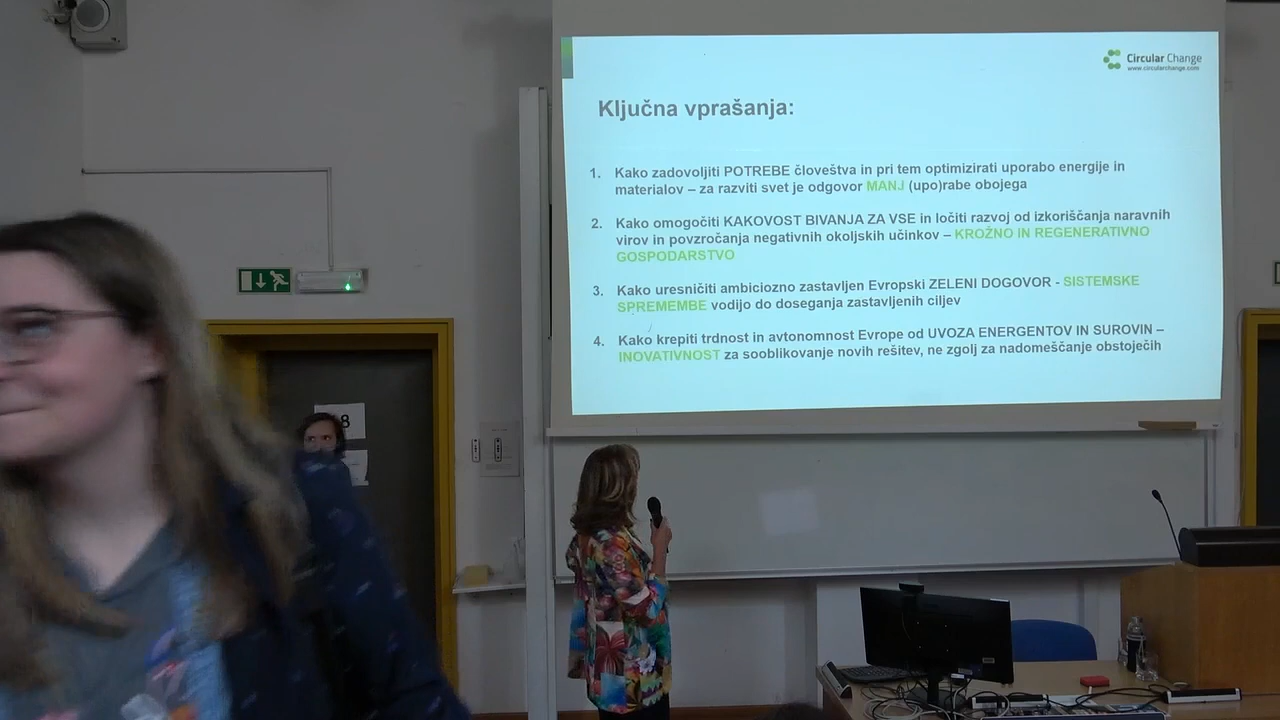 Circular Change
www.circularchange.com
Ključna vprašanja:
1. Kako zadovoljiti POTREBE človeštva in pri tem optimizirati uporabo energije in
materialov – za razviti svet je odgovor MANJ (upo)rabe obojega
2. Kako omogočiti KAKOVOST BIVANJA ZA VSE in ločiti razvoj od izkoriščanja naravnih
virov in povzročanja negativnih okoljskih učinkov – KROŽNO IN REGENERATIVNO
GOSPODARSTVO
3. Kako uresničiti ambiciozno zastavljen Evropski ZELENI DOGOVOR - SISTEMSKE
SPREMEMBE vodijo do doseganja zastavljenih ciljev
4. Kako krepiti trdnost in avtonomnost Evrope od UVOZA ENERGENTOV IN SUROVIN –
INOVATIVNOST za sooblikovanje novih rešitev, ne zgolj za nadomeščanje obstoječih
8